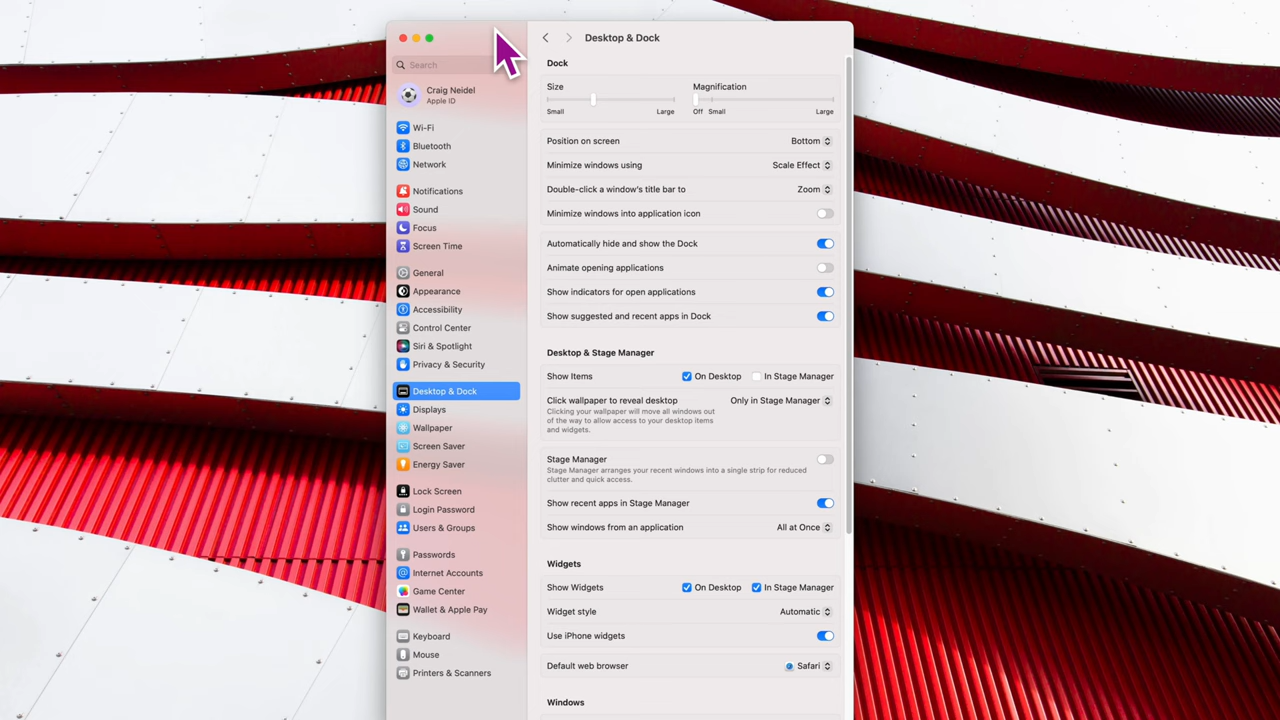 Desktop & Dock
Search
Craig Neidel
Apple ID
Wi-Fi
Bluetooth
Network
Notifications
Sound
Focus
Screen Time
General
Appearance
Accessibility
Control Center
Siri & Spotlight
Privacy & Security
Desktop & Dock
Displays
Wallpaper
Screen Saver
Energy Saver
Lock Screen
Login Password
Users & Groups
Passwords
Internet Accounts
Game Center
Wallet & Apple Pay
Keyboard
Mouse
Printers & Scanners
Dock
Size
Magnification
Small
Large
Off
Small
Large
Position on screen
Bottom
Minimize windows using
Scale Effect
Double-click a window's title bar to
Zoom
Minimize windows into application icon
Automatically hide and show the Dock
Animate opening applications
Show indicators for open applications
Show suggested and recent apps in Dock
Desktop & Stage Manager
Show Items
On Desktop
In Stage Manager
Click wallpaper to reveal desktop
Only in Stage Manager
Clicking your wallpaper will move all windows out
of the way to allow access to your desktop items
and widgets.
Stage Manager
Stage Manager arranges your recent windows into a single strip for reduced
clutter and quick access.
Show recent apps in Stage Manager
Show windows from an application
All at Once
Widgets
Show Widgets
On Desktop
In Stage Manager
Widget style
Automatic
Use iPhone widgets
Default web browser
Safari
Windows